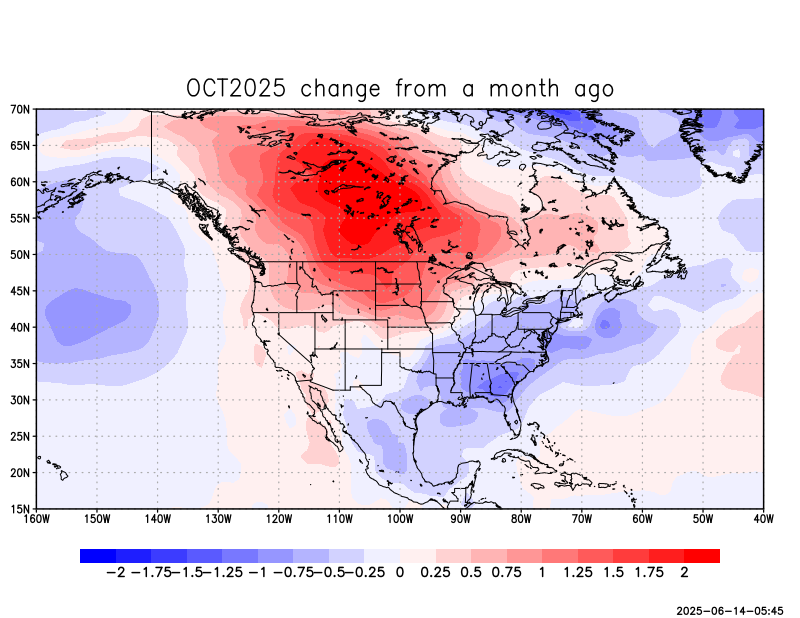 OCT2025 change from a month ago
70N
65N
60N
55N
50N
45N
40N
35N
30N
25N
20N
15N
160W 150W 140W 130W 120W 110W 100W 90W 80W 70W 60W 50W 40W
-2 -1.75 -1.5 -1.25 -1 -0.75 -0.5 -0.25 0 0.25 0.5 0.75 1 1.25 1.5 1.75 2
2025-06-14-05:45